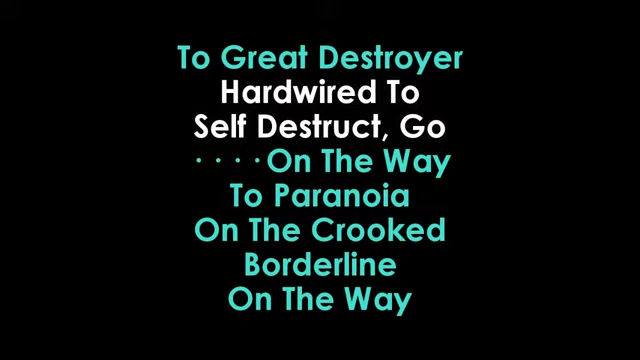 To Great Destroyer
Hardwired To
Self Destruct, Go
····On The Way
To Paranoia
On The Crooked
Borderline
On The Way